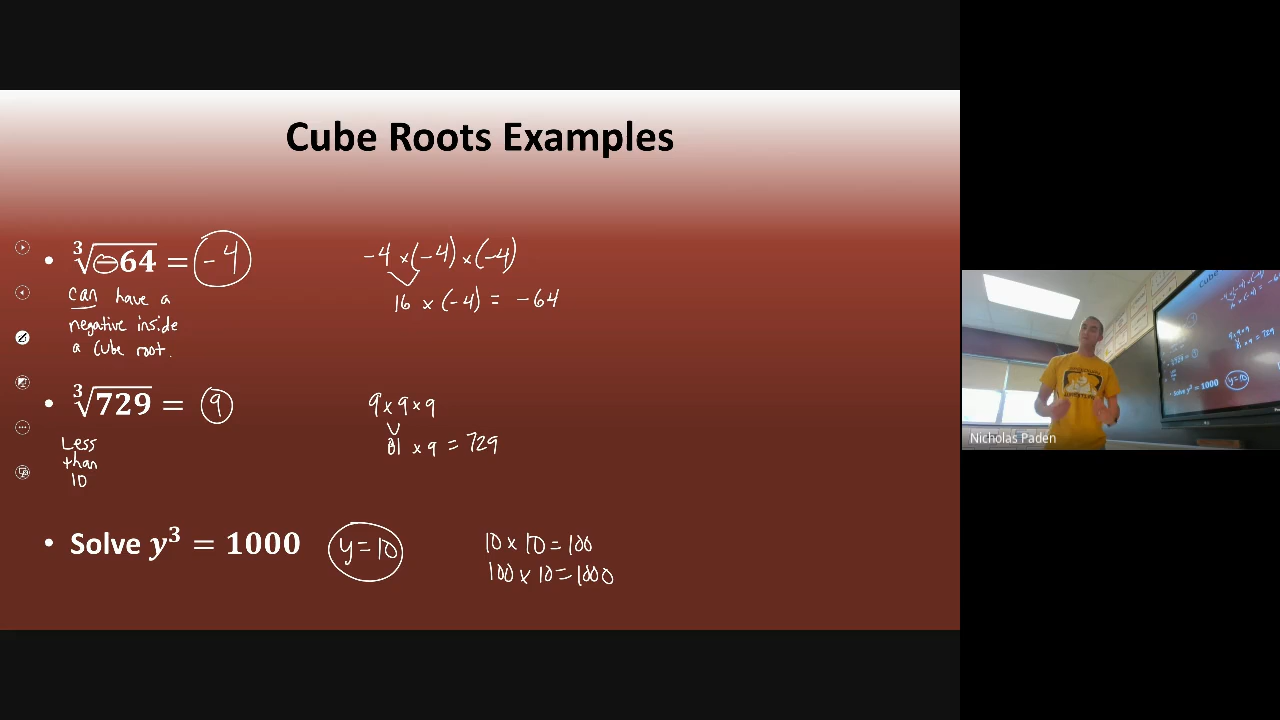 Cube Roots Examples
• ∛-64 = -4
-4 × (-4) × (-4)
16 × (-4) = -64
can have a
negative inside
a cube root.
• ∛729 = 9
9 × 9 × 9
81 × 9 = 729
Less
than
10
• Solve y³ = 1000
y = 10
10 × 10 = 100
100 × 10 = 1000
Nicholas Paden